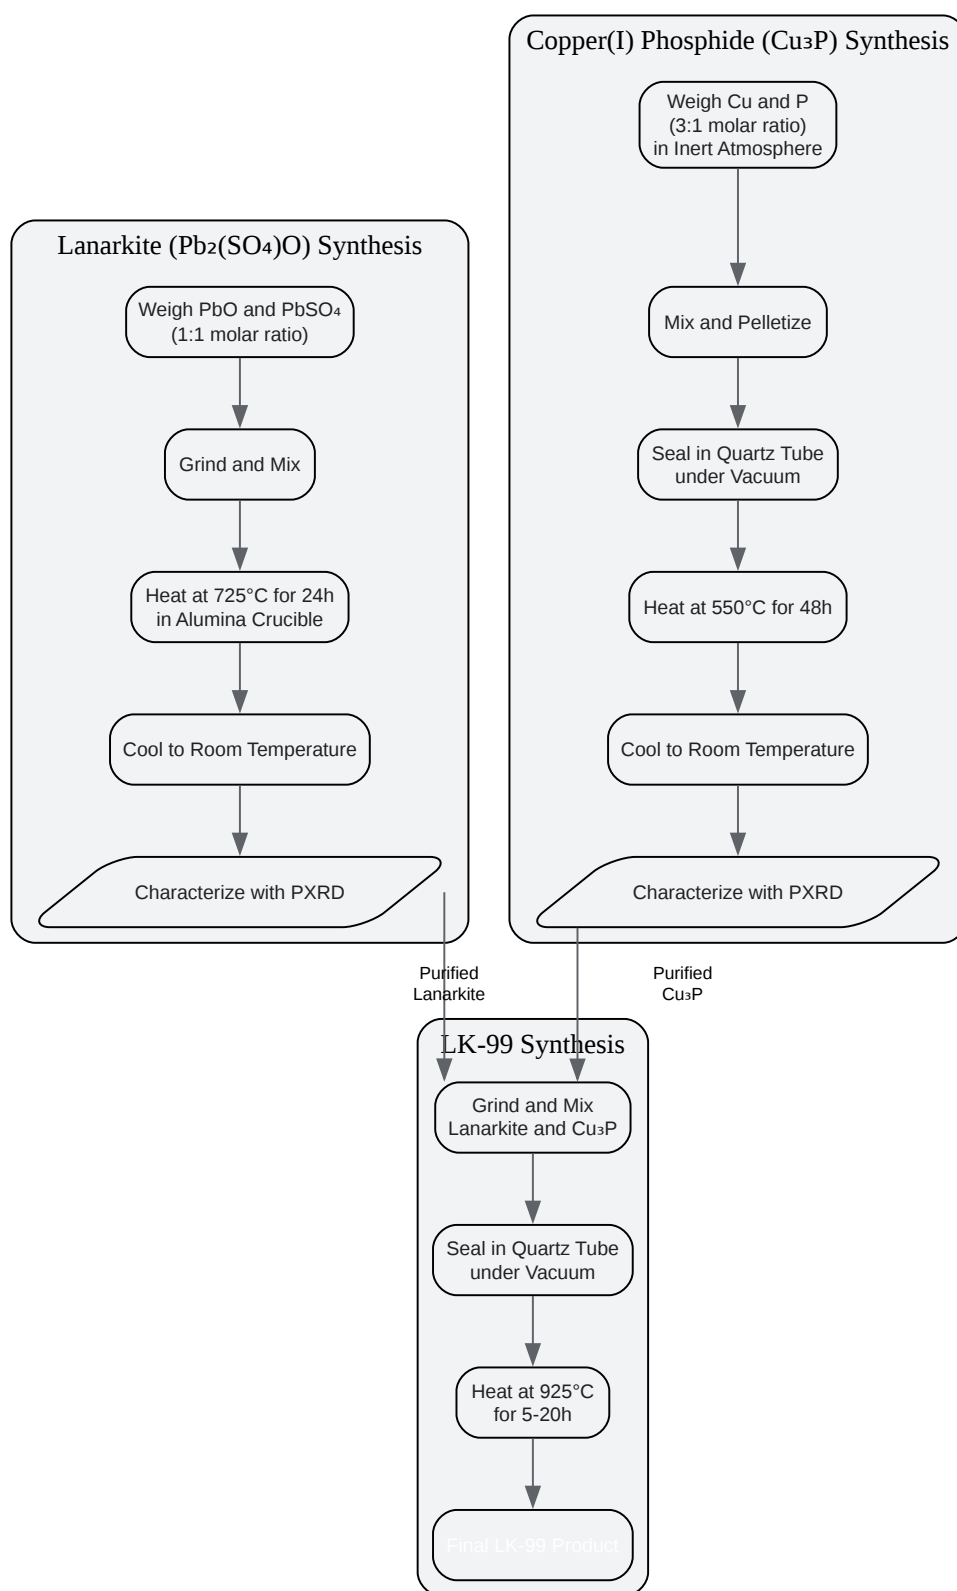 Copper(I) Phosphide (Cu₃P) Synthesis
Weigh Cu and P
(3:1 molar ratio)
in Inert Atmosphere
Mix and Pelletize
Seal in Quartz Tube
under Vacuum
Heat at 550°C for 48h
Cool to Room Temperature
Characterize with PXRD
Lanarkite (Pb₂(SO₄)O) Synthesis
Weigh PbO and PbSO₄
(1:1 molar ratio)
Grind and Mix
Heat at 725°C for 24h
in Alumina Crucible
Cool to Room Temperature
Characterize with PXRD
Purified
Lanarkite
Purified
Cu₃P
LK-99 Synthesis
Grind and Mix
Lanarkite and Cu₃P
Seal in Quartz Tube
under Vacuum
Heat at 925°C
for 5-20h
Final LK-99 Product